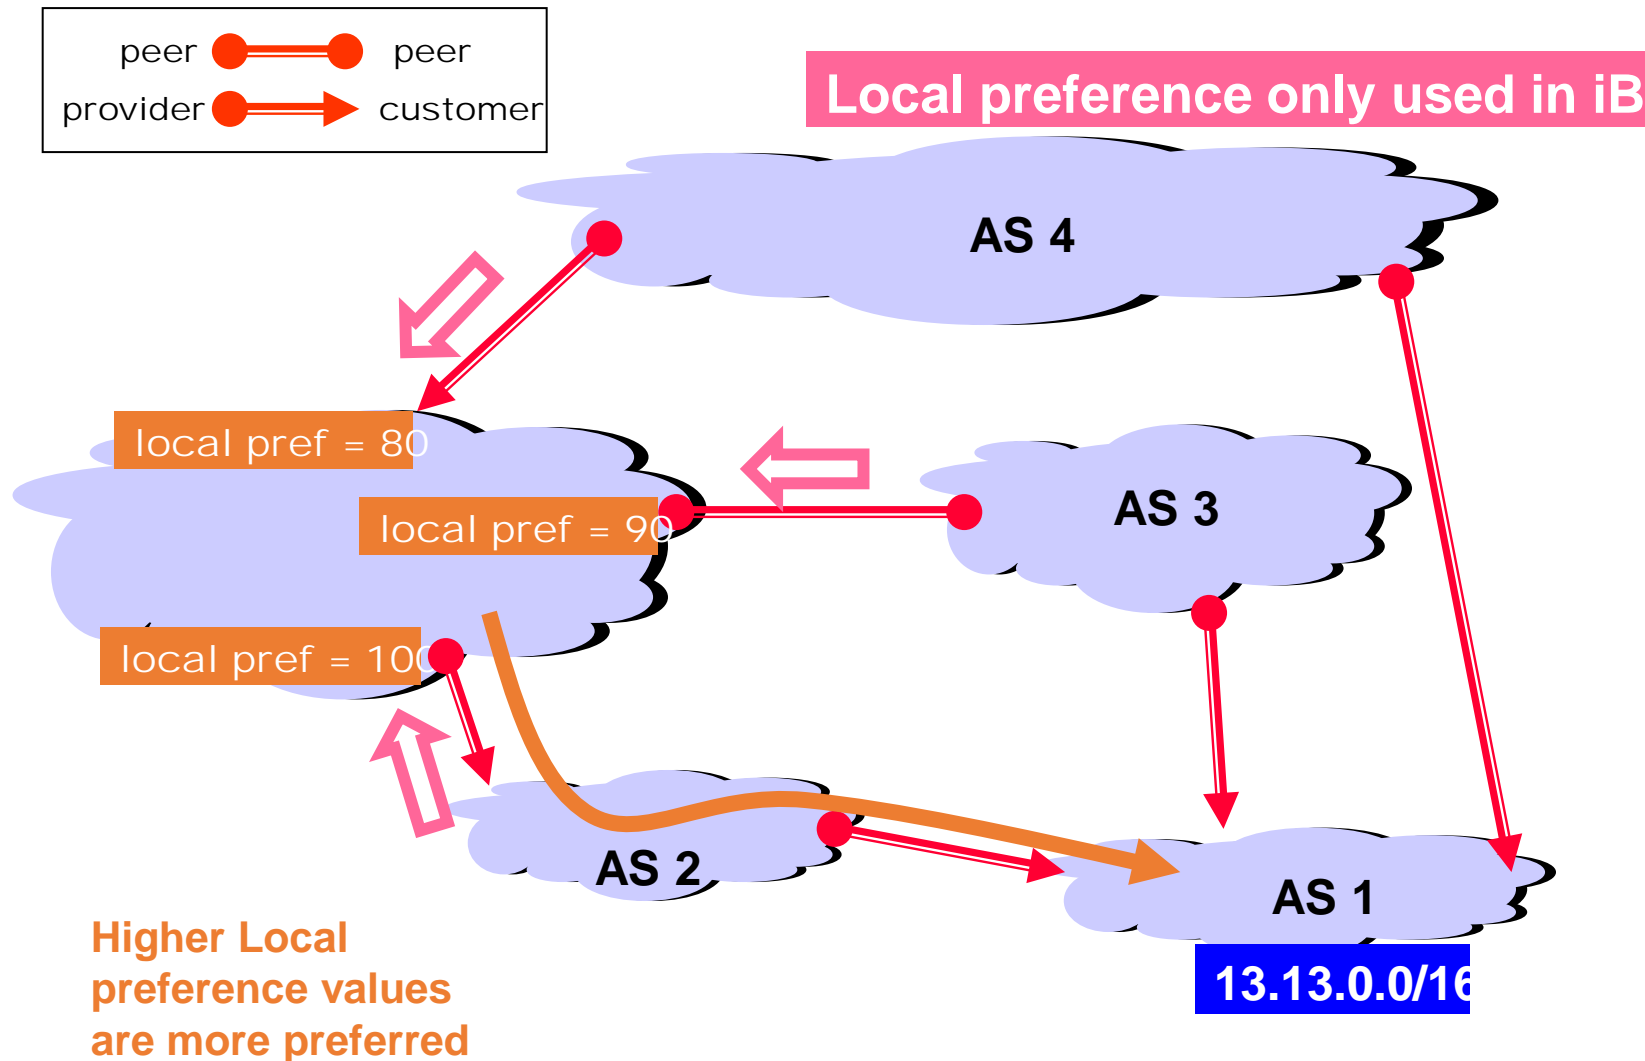 peer peer
provider customer
Local preference only used in iB
AS 4
local pref = 80
local pref = 90
AS 3
local pref = 100
AS 2
AS 1
13.13.0.0/16
Higher Local
preference values
are more preferred